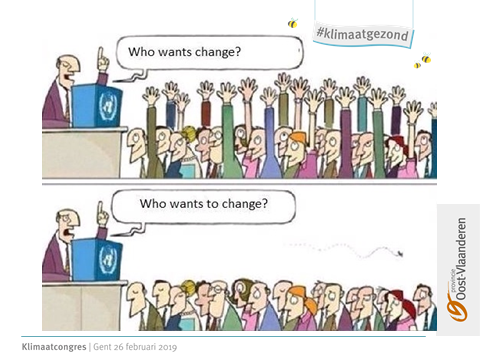 #klimaatgezond
Who wants change?
Who wants to change?
provincie
Oost-Vlaanderen
Klimaatcongres | Gent 26 februari 2019